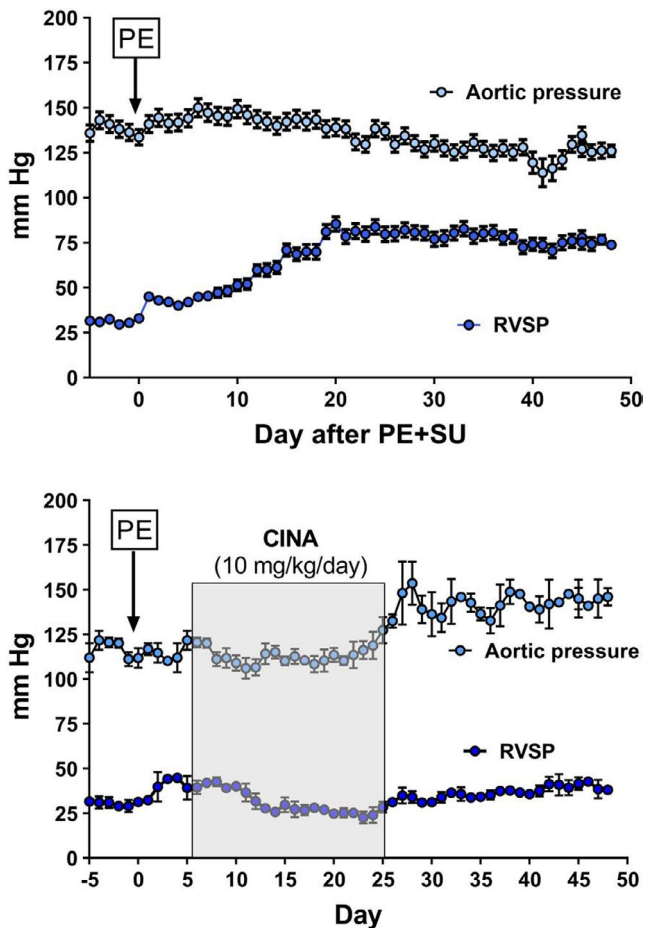 200
PE
175
Aortic pressure
150
125
mm Hg
100
75
50
RVSP
25
0
0 10 20 30 40 50
Day after PE+SU
200
PE
CINA
175
(10 mg/kg/day)
150
125
Aortic pressure
mm Hg
100
75
RVSP
50
25
0
-5 0 5 10 15 20 25 30 35 40 45 50
Day